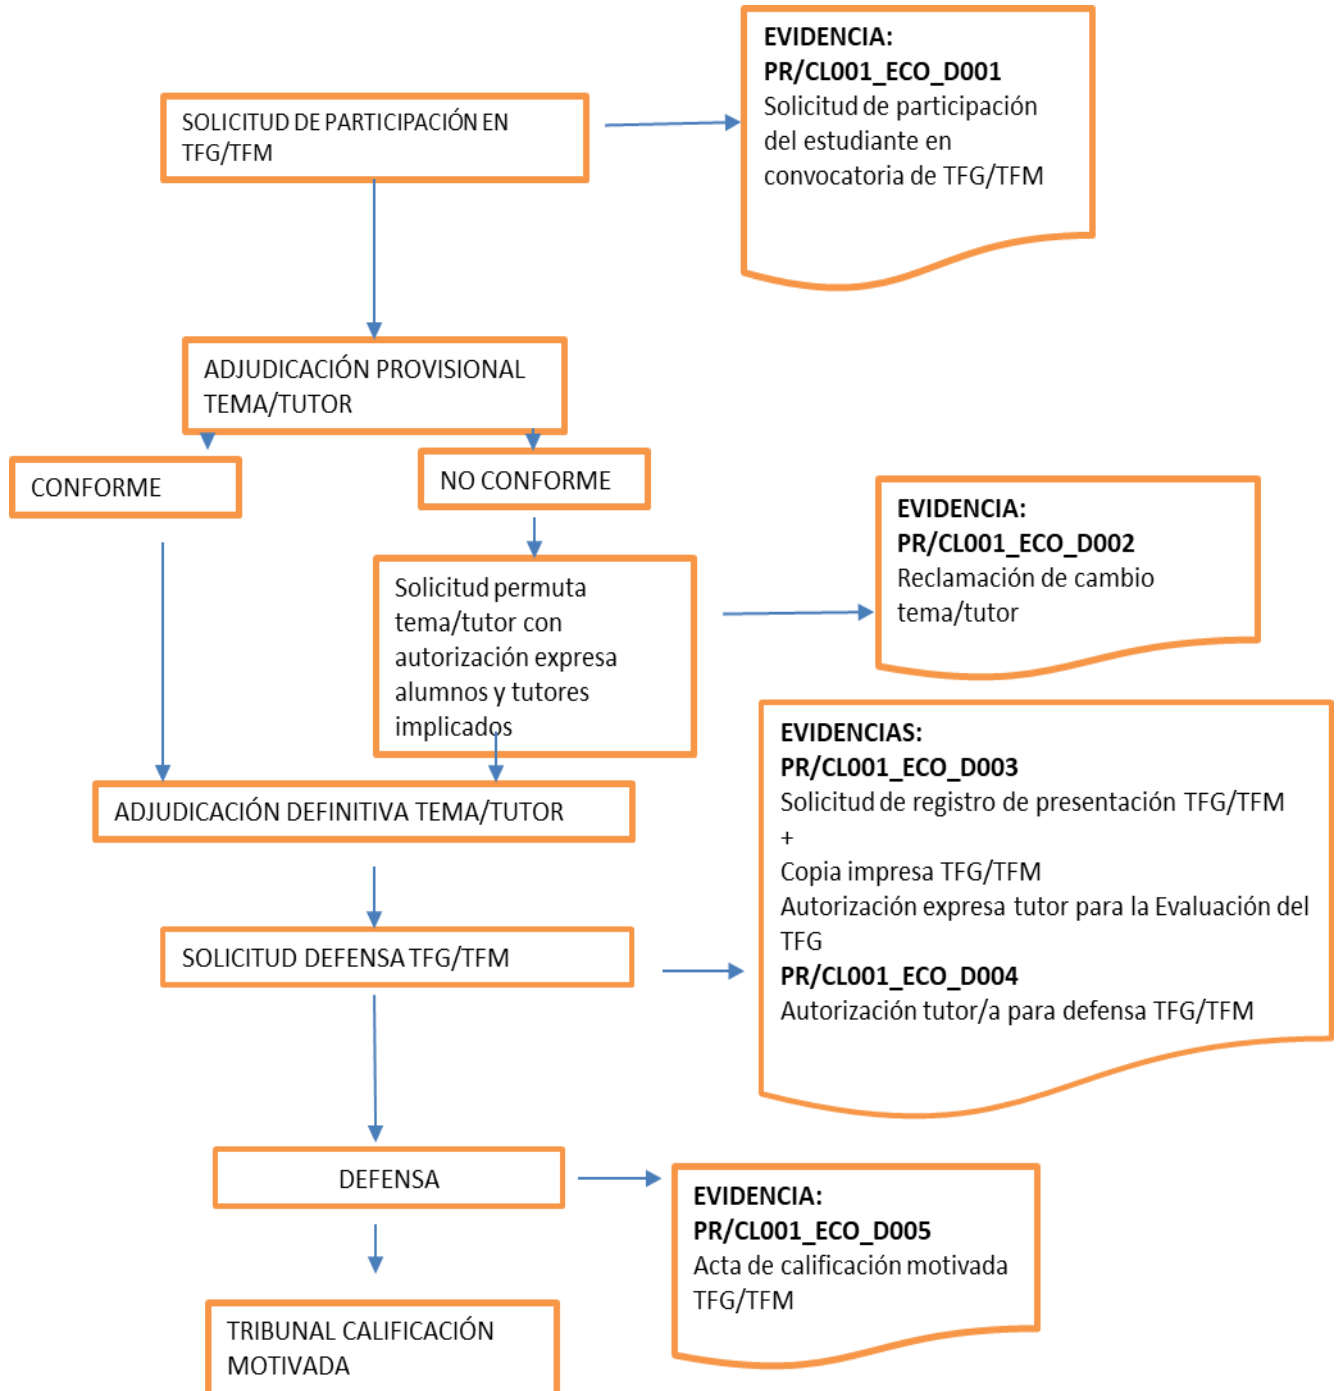 SOLICITUD DE PARTICIPACIÓN EN
TFG/TFM
EVIDENCIA:
PR/CL001_ECO_D001
Solicitud de participación
del estudiante en
convocatoria de TFG/TFM
ADJUDICACIÓN PROVISIONAL
TEMA/TUTOR
CONFORME
NO CONFORME
Solicitud permuta
tema/tutor con
autorización expresa
alumnos y tutores
implicados
EVIDENCIA:
PR/CL001_ECO_D002
Reclamación de cambio
tema/tutor
ADJUDICACIÓN DEFINITIVA TEMA/TUTOR
SOLICITUD DEFENSA TFG/TFM
EVIDENCIAS:
PR/CL001_ECO_D003
Solicitud de registro de presentación TFG/TFM
+
Copia impresa TFG/TFM
Autorización expresa tutor para la Evaluación del
TFG
PR/CL001_ECO_D004
Autorización tutor/a para defensa TFG/TFM
DEFENSA
EVIDENCIA:
PR/CL001_ECO_D005
Acta de calificación motivada
TFG/TFM
TRIBUNAL CALIFICACIÓN
MOTIVADA